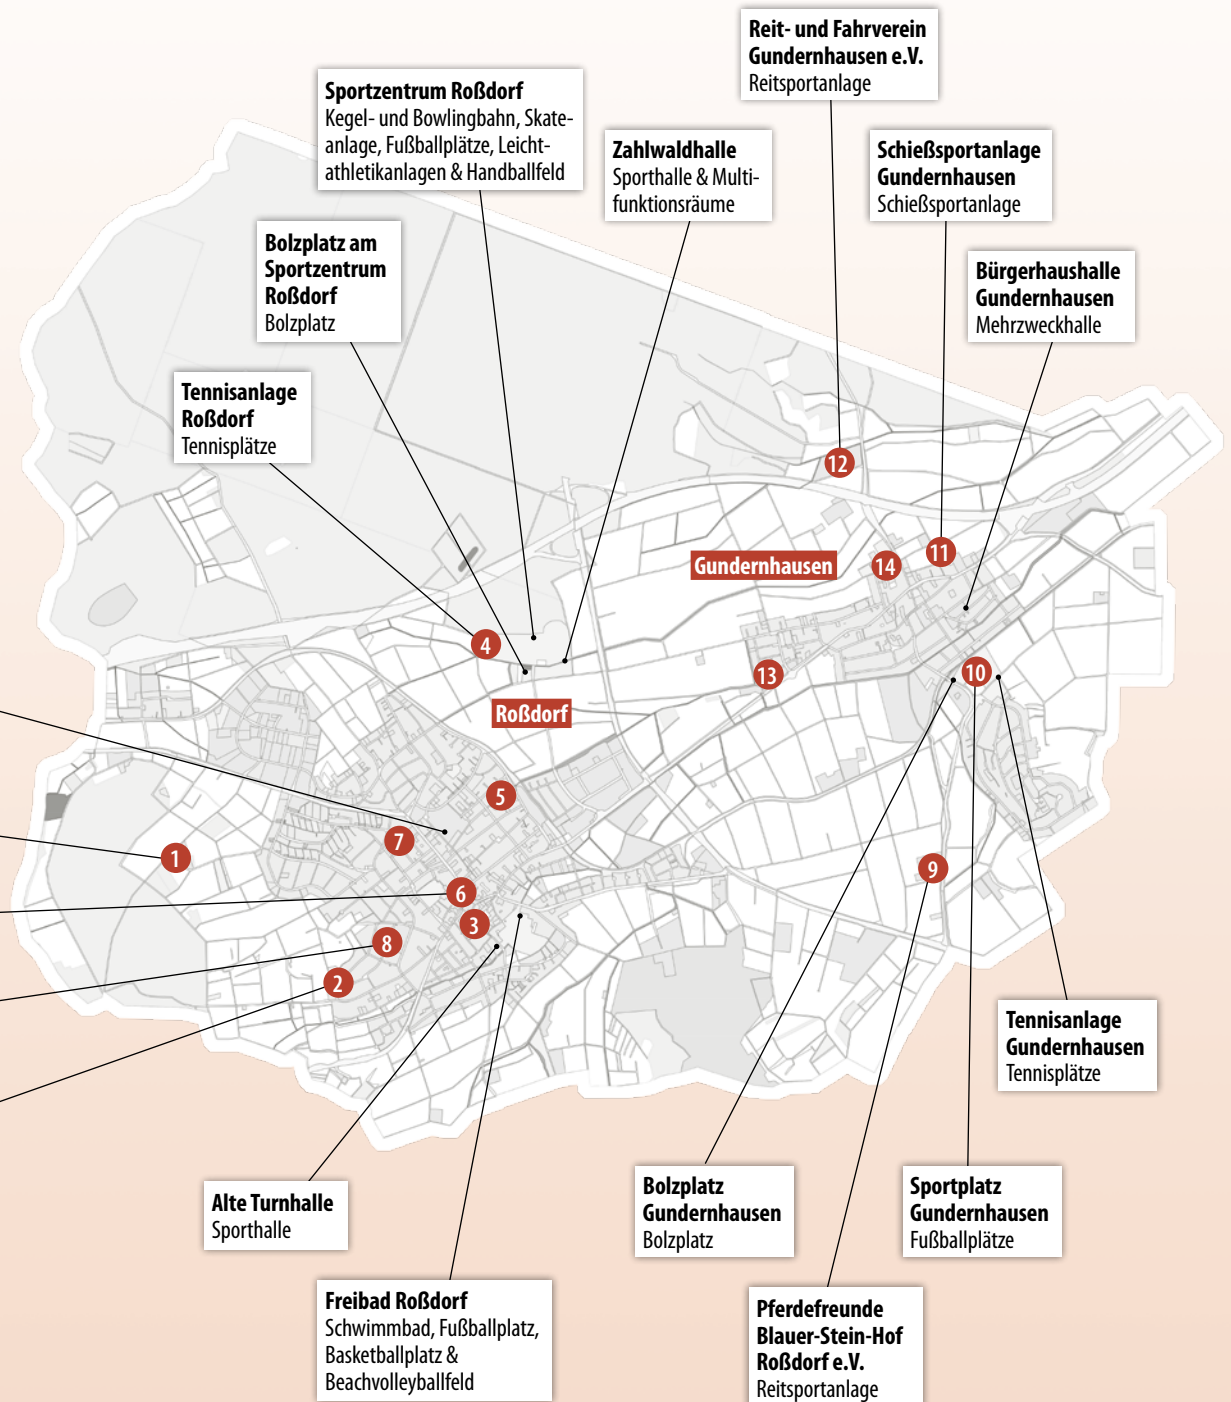 Reit- und Fahrverein
Gundernhausen e.V.
Reitsportanlage
Sportzentrum Roßdorf
Kegel- und Bowlingbahn, Skate-
anlage, Fußballplätze, Leicht-
athletikanlagen & Handballfeld
Zahlwaldhalle
Sporthalle & Multi-
funktionsräume
Schießsportanlage
Gundernhausen
Schießsportanlage
Bolzplatz am
Sportzentrum
Roßdorf
Bolzplatz
Bürgerhaushalle
Gundernhausen
Mehrzweckhalle
Tennisanlage
Roßdorf
Tennisplätze
12
11
14
Gundernhausen
4
13
10
Roßdorf
5
7
1
9
6
3
8
2
Tennisanlage
Gundernhausen
Tennisplätze
Alte Turnhalle
Sporthalle
Bolzplatz
Gundernhausen
Bolzplatz
Sportplatz
Gundernhausen
Fußballplätze
Freibad Roßdorf
Schwimmbad, Fußballplatz,
Basketballplatz &
Beachvolleyballfeld
Pferdefreunde
Blauer-Stein-Hof
Roßdorf e.V.
Reitsportanlage